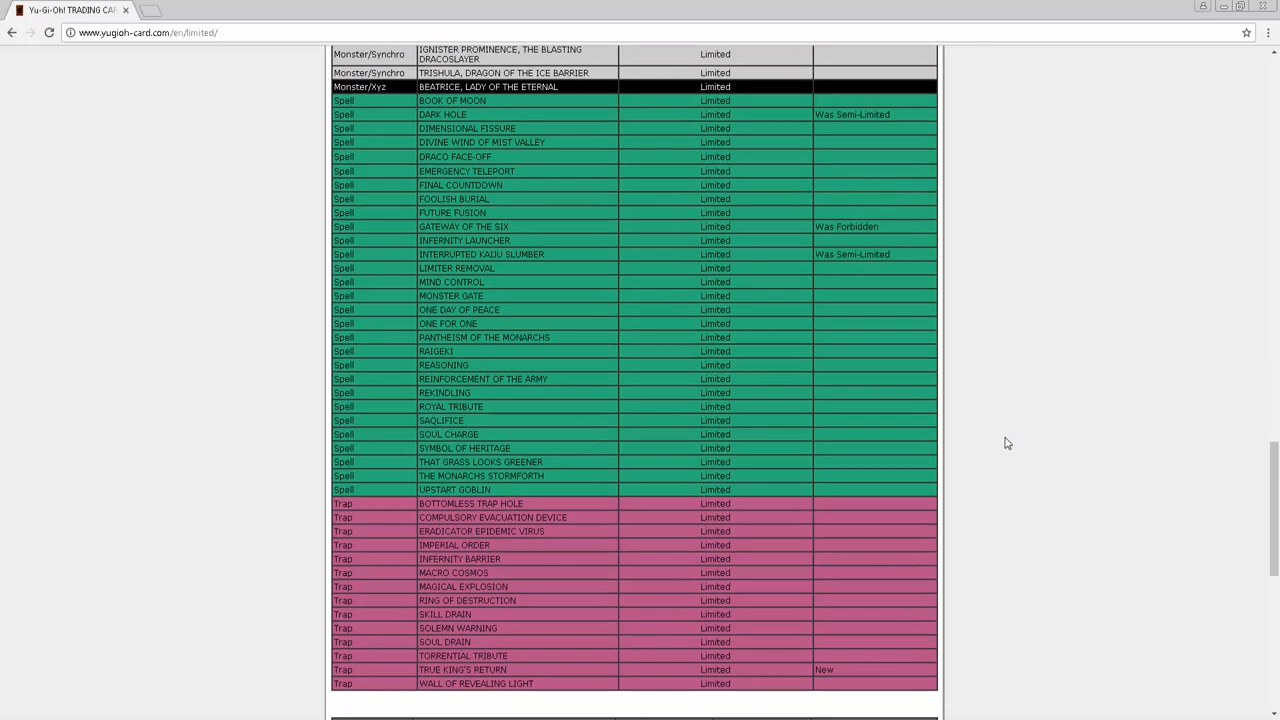 Yu-Gi-Oh! TRADING CAR
www.yugioh-card.com/en/limited/
Monster/Synchro IGNISTER PROMINENCE, THE BLASTING DRACOSLAYER Limited
Monster/Synchro TRISHULA, DRAGON OF THE ICE BARRIER Limited
Monster/Xyz BEATRICE, LADY OF THE ETERNAL Limited
Spell BOOK OF MOON Limited
Spell DARK HOLE Limited Was Semi-Limited
Spell DIMENSIONAL FISSURE Limited
Spell DIVINE WIND OF MIST VALLEY Limited
Spell DRACO FACE-OFF Limited
Spell EMERGENCY TELEPORT Limited
Spell FINAL COUNTDOWN Limited
Spell FOOLISH BURIAL Limited
Spell FUTURE FUSION Limited
Spell GATEWAY OF THE SIX Limited Was Forbidden
Spell INFERNITY LAUNCHER Limited
Spell INTERRUPTED KAIJU SLUMBER Limited Was Semi-Limited
Spell LIMITER REMOVAL Limited
Spell MIND CONTROL Limited
Spell MONSTER GATE Limited
Spell ONE DAY OF PEACE Limited
Spell ONE FOR ONE Limited
Spell PANTHEISM OF THE MONARCHS Limited
Spell RAIGEKI Limited
Spell REASONING Limited
Spell REINFORCEMENT OF THE ARMY Limited
Spell REKINDLING Limited
Spell ROYAL TRIBUTE Limited
Spell SAQLIFICE Limited
Spell SOUL CHARGE Limited
Spell SYMBOL OF HERITAGE Limited
Spell THAT GRASS LOOKS GREENER Limited
Spell THE MONARCHS STORMFORTH Limited
Spell UPSTART GOBLIN Limited
Trap BOTTOMLESS TRAP HOLE Limited
Trap COMPULSORY EVACUATION DEVICE Limited
Trap ERADICATOR EPIDEMIC VIRUS Limited
Trap IMPERIAL ORDER Limited
Trap INFERNITY BARRIER Limited
Trap MACRO COSMOS Limited
Trap MAGICAL EXPLOSION Limited
Trap RING OF DESTRUCTION Limited
Trap SKILL DRAIN Limited
Trap SOLEMN WARNING Limited
Trap SOUL DRAIN Limited
Trap TORRENTIAL TRIBUTE Limited
Trap TRUE KING'S RETURN Limited New
Trap WALL OF REVEALING LIGHT Limited